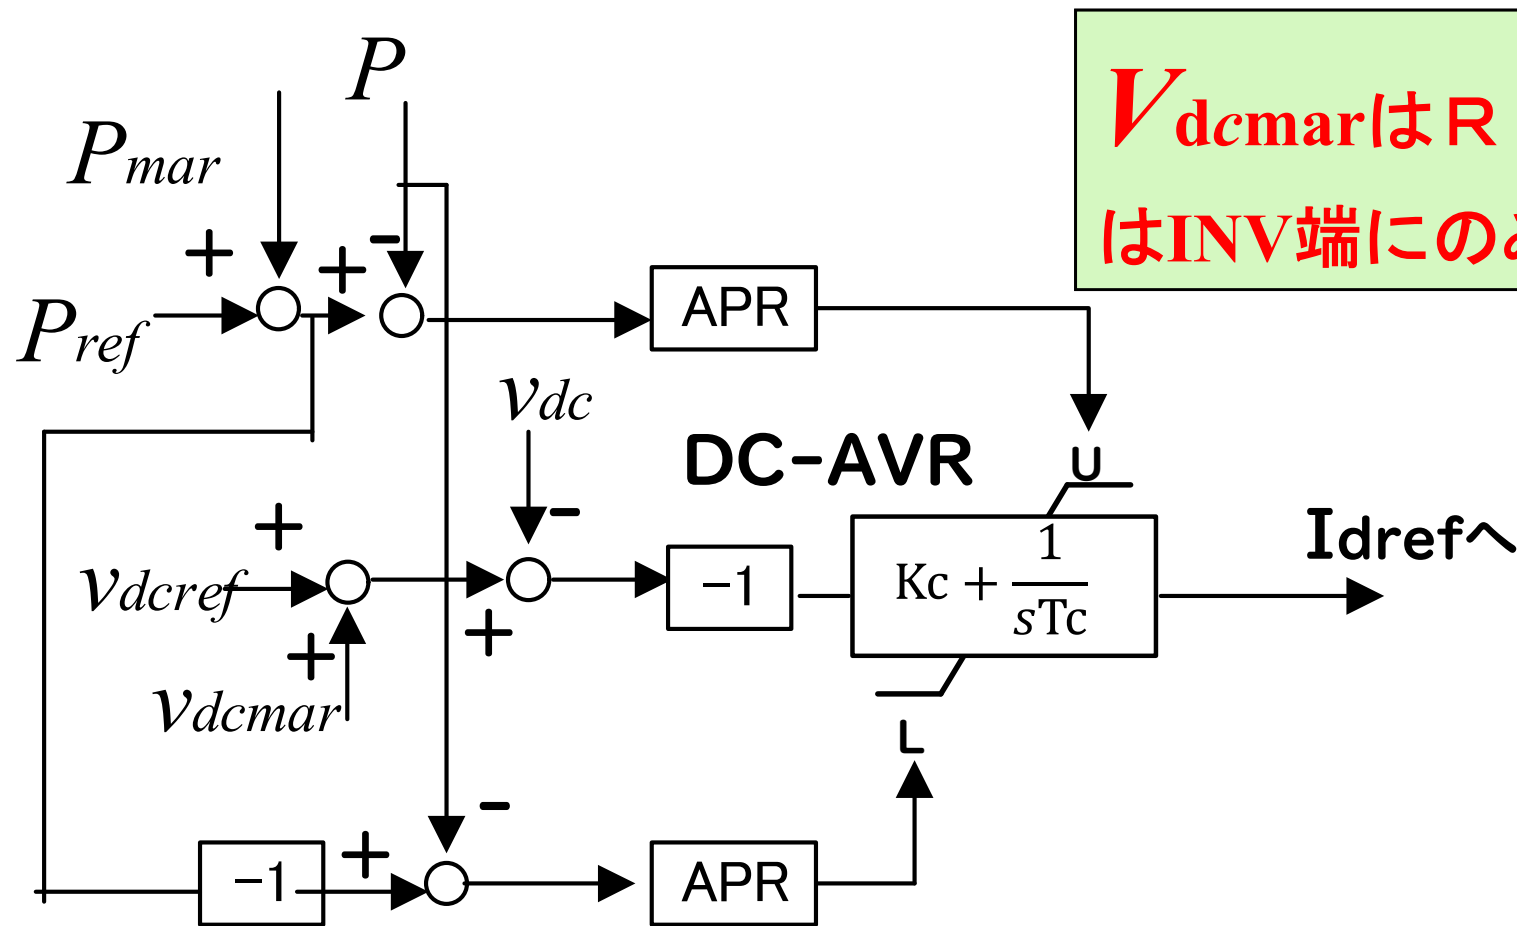 P
Pmar
VdcmarはR
はINV端にのみ
+
+
-
Pref
APR
vdc
DC-AVR
U
+
-
vdcref
-1
Kc + 1/sTc
Idrefへ
+
+
vdcmar
L
-
-1
+
APR